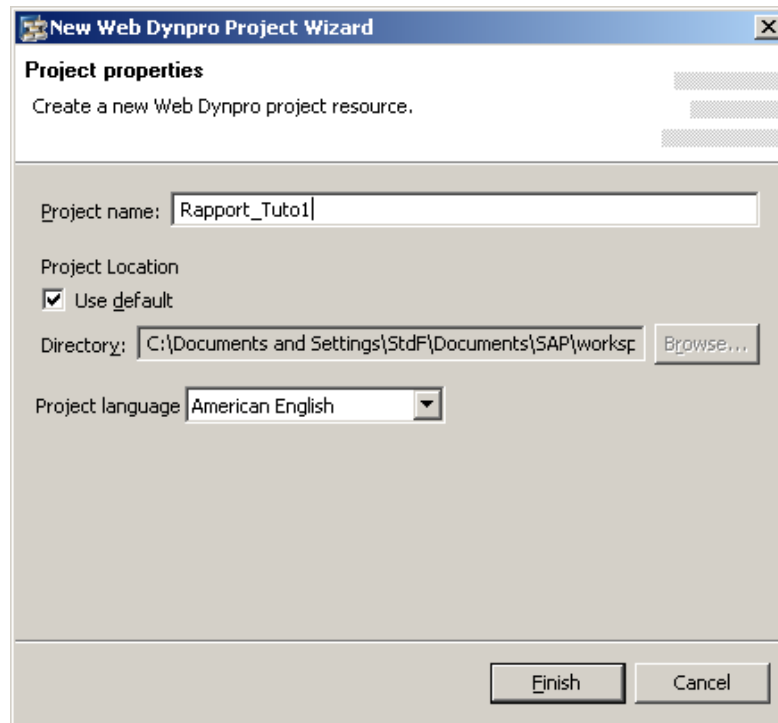 New Web Dynpro Project Wizard
Project properties
Create a new Web Dynpro project resource.
Project name: Rapport_Tuto1
Project Location
Use default
Directory: C:\Documents and Settings\StdF\Documents\SAP\worksp Browse...
Project language American English
Finish Cancel